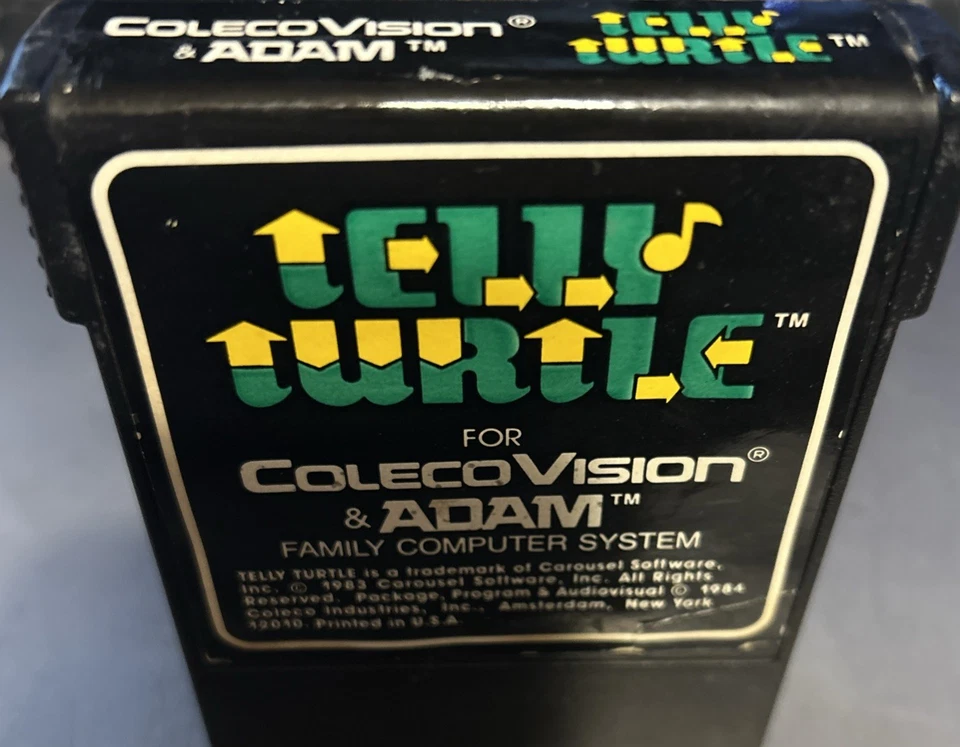 COLECOVISION®
& ADAM™
TELLY
TURTLE™
TELLY
TURTLE™
FOR
COLECOVISION®
& ADAM™
FAMILY COMPUTER SYSTEM
TELLY TURTLE is a trademark of Carousel Software,
Inc. © 1983 Carousel Software, Inc. All Rights
Reserved. Package, Program & Audiovisual © 1984
Coleco Industries, Inc., Amsterdam, New York
12010. Printed in U.S.A.